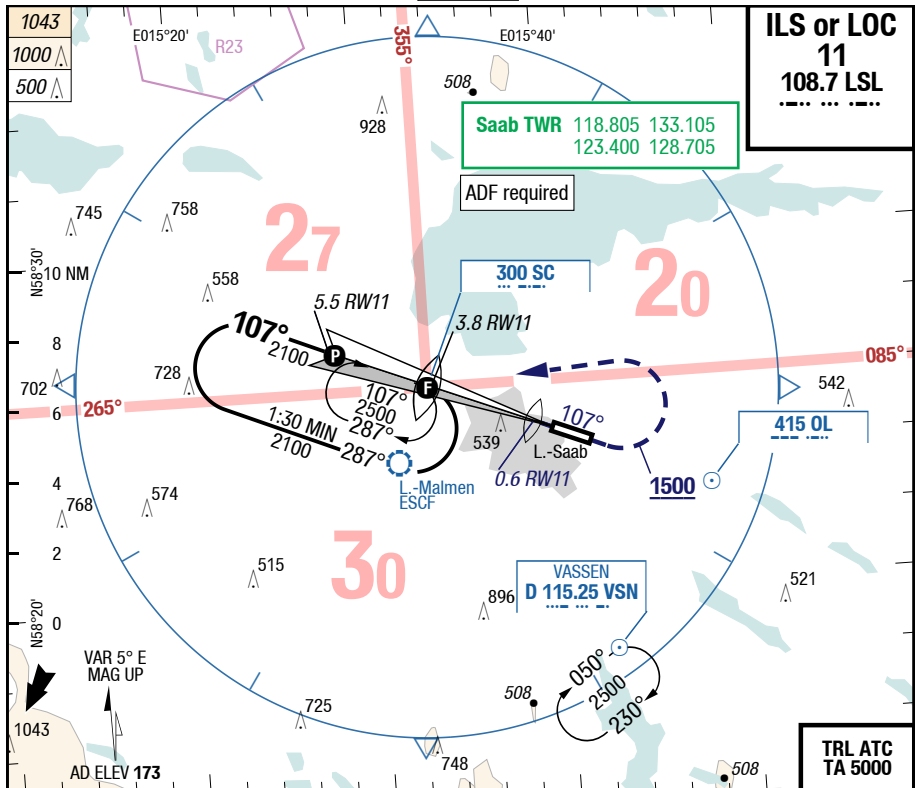 1043
1000
500
E015°20'
R23
355°
E015°40'
508
928
ILS or LOC
11
108.7 LSL
Saab TWR 118.805 133.105
123.400 128.705
ADF required
745
758
27
20
N58°30'
10 NM
558
300 SC
5.5 RW11
3.8 RW11
107°
2100
8
728
702
085°
542
6
265°
107°
2500
287°
1:30 MIN
2100
287°
539
107°
L.-Saab
0.6 RW11
415 OL
1500
4
L.-Malmen
ESCF
574
768
30
2
515
VASSEN
D 115.25 VSN
896
521
N58°20'
0
VAR 5° E
MAG UP
050°
2500
230°
725
508
1043
748
AD ELEV 173
508
TRL ATC
TA 5000